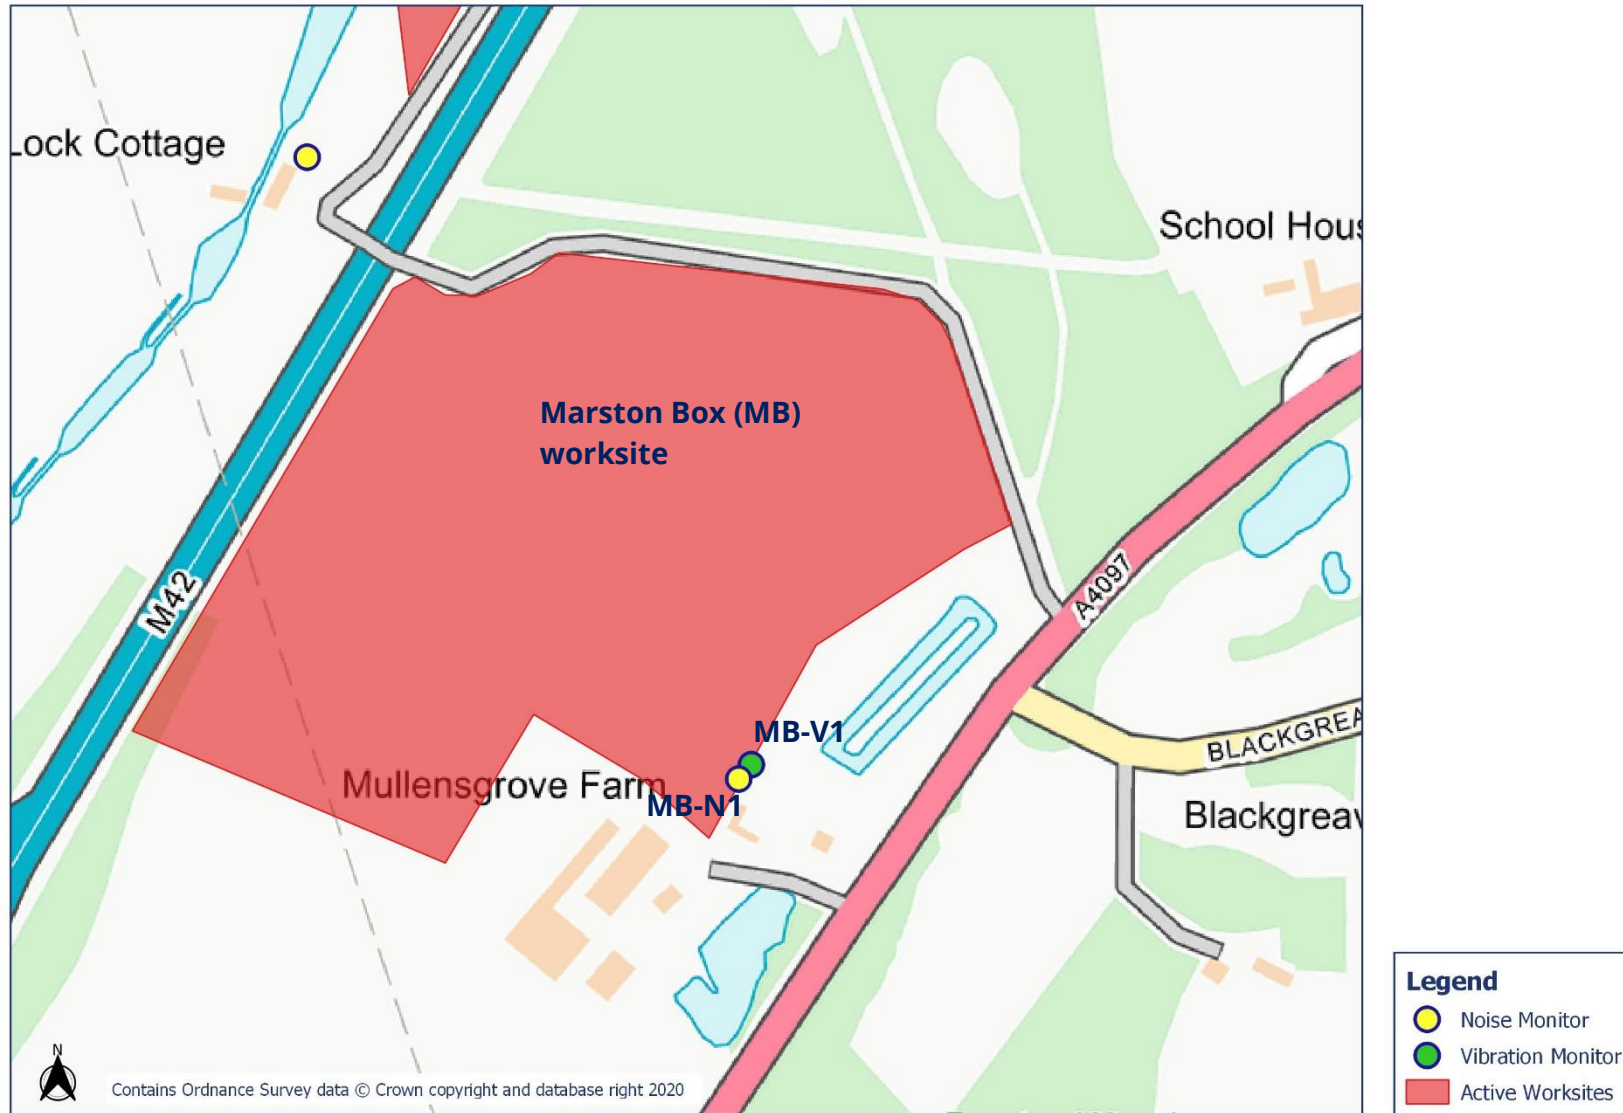 Lock Cottage
School Hous
Marston Box (MB)
worksite
M42
A4097
MB-V1
BLACKGREA
Mullensgrove Farm
MB-N1
Blackgreav
N
Contains Ordnance Survey data © Crown copyright and database right 2020
Legend
Noise Monitor
Vibration Monitor
Active Worksites